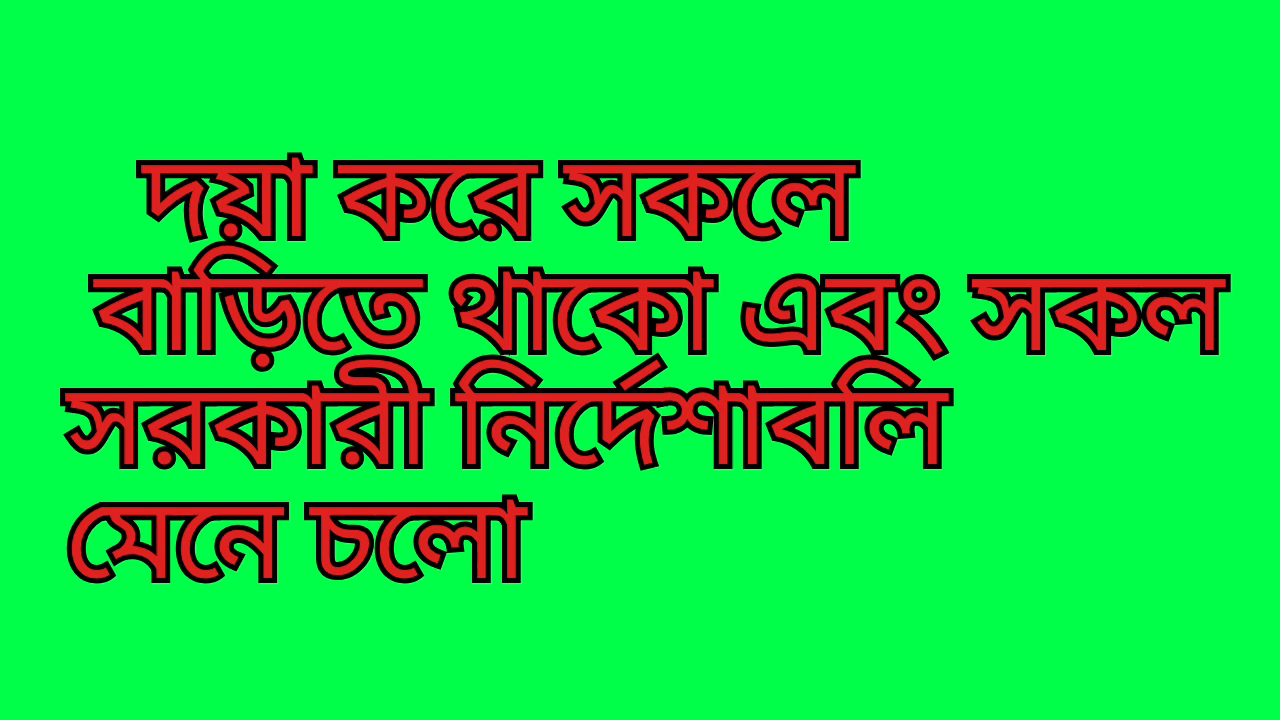 দয়া করে সকলে
বাড়িতে থাকো এবং সকল
সরকারী নির্দেশাবলি
মেনে চলো